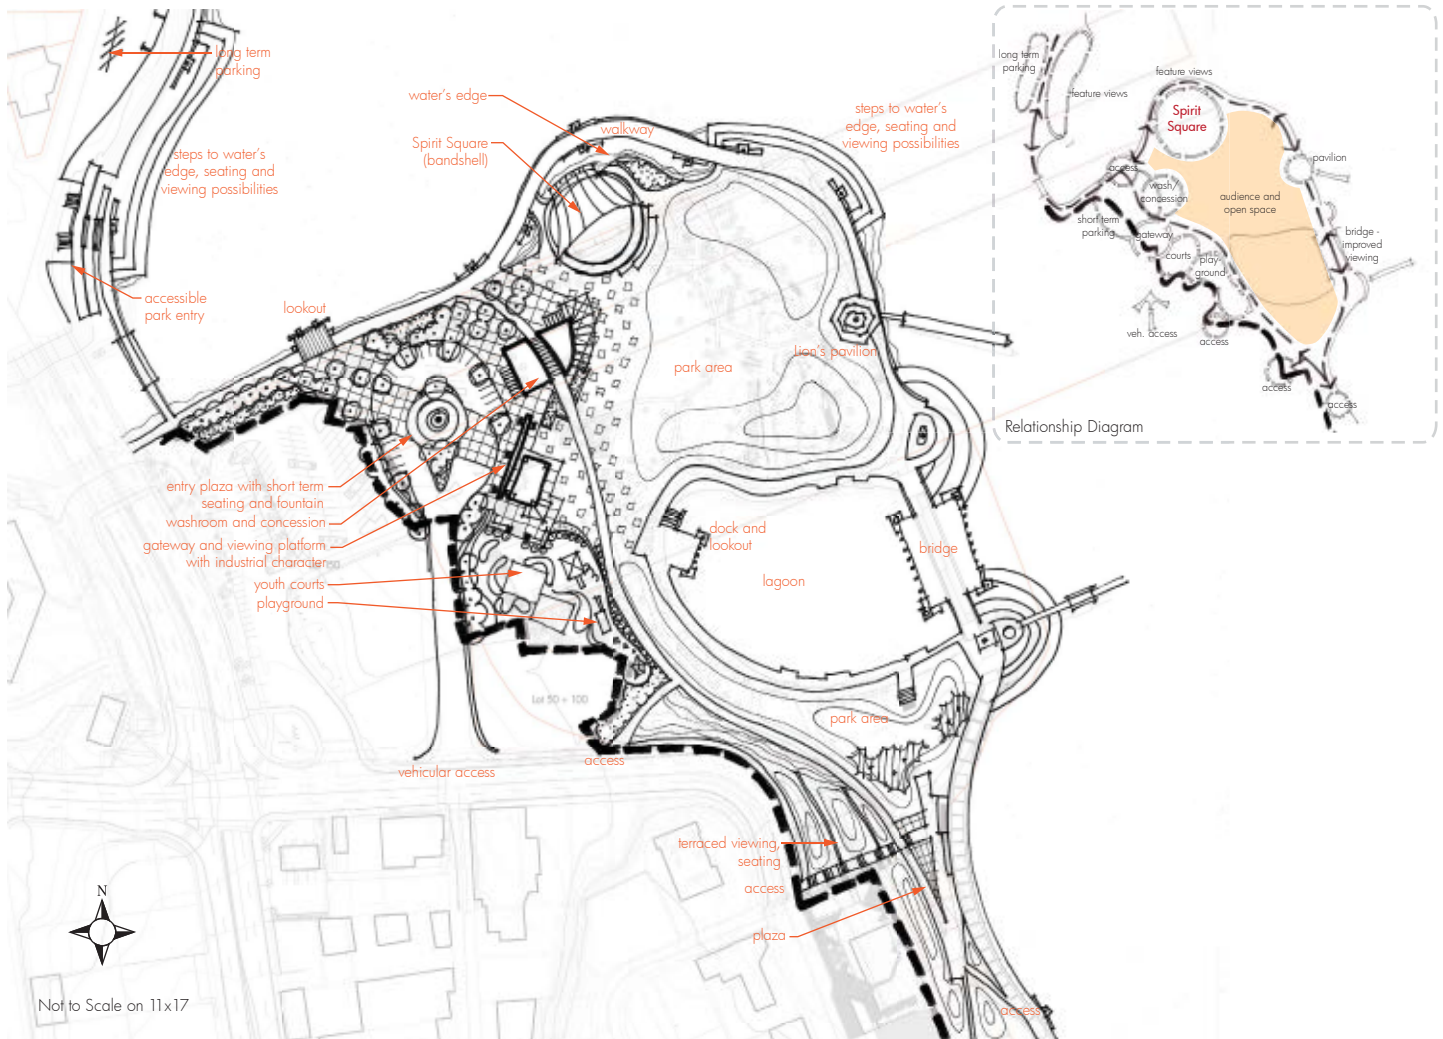 long term
parking
water's edge
walkway
steps to water's
edge, seating and
viewing possibilities
Spirit Square
(bandshell)
steps to water's
edge, seating and
viewing possibilities
accessible
park entry
lookout
Lion's pavilion
park area
entry plaza with short term
seating and fountain
washroom and concession
gateway and viewing platform
with industrial character
youth courts
playground
dock and
lookout
bridge
lagoon
Lot 50 + 100
park area
access
vehicular access
terraced viewing,
seating
access
plaza
access
N
Not to Scale on 11x17
long term
parking
feature views
feature views
Spirit
Square
pavilion
access
wash/
concession
audience and
open space
short term
parking
gateway
courts
play-
ground
bridge -
improved
viewing
veh. access
access
access
access
Relationship Diagram